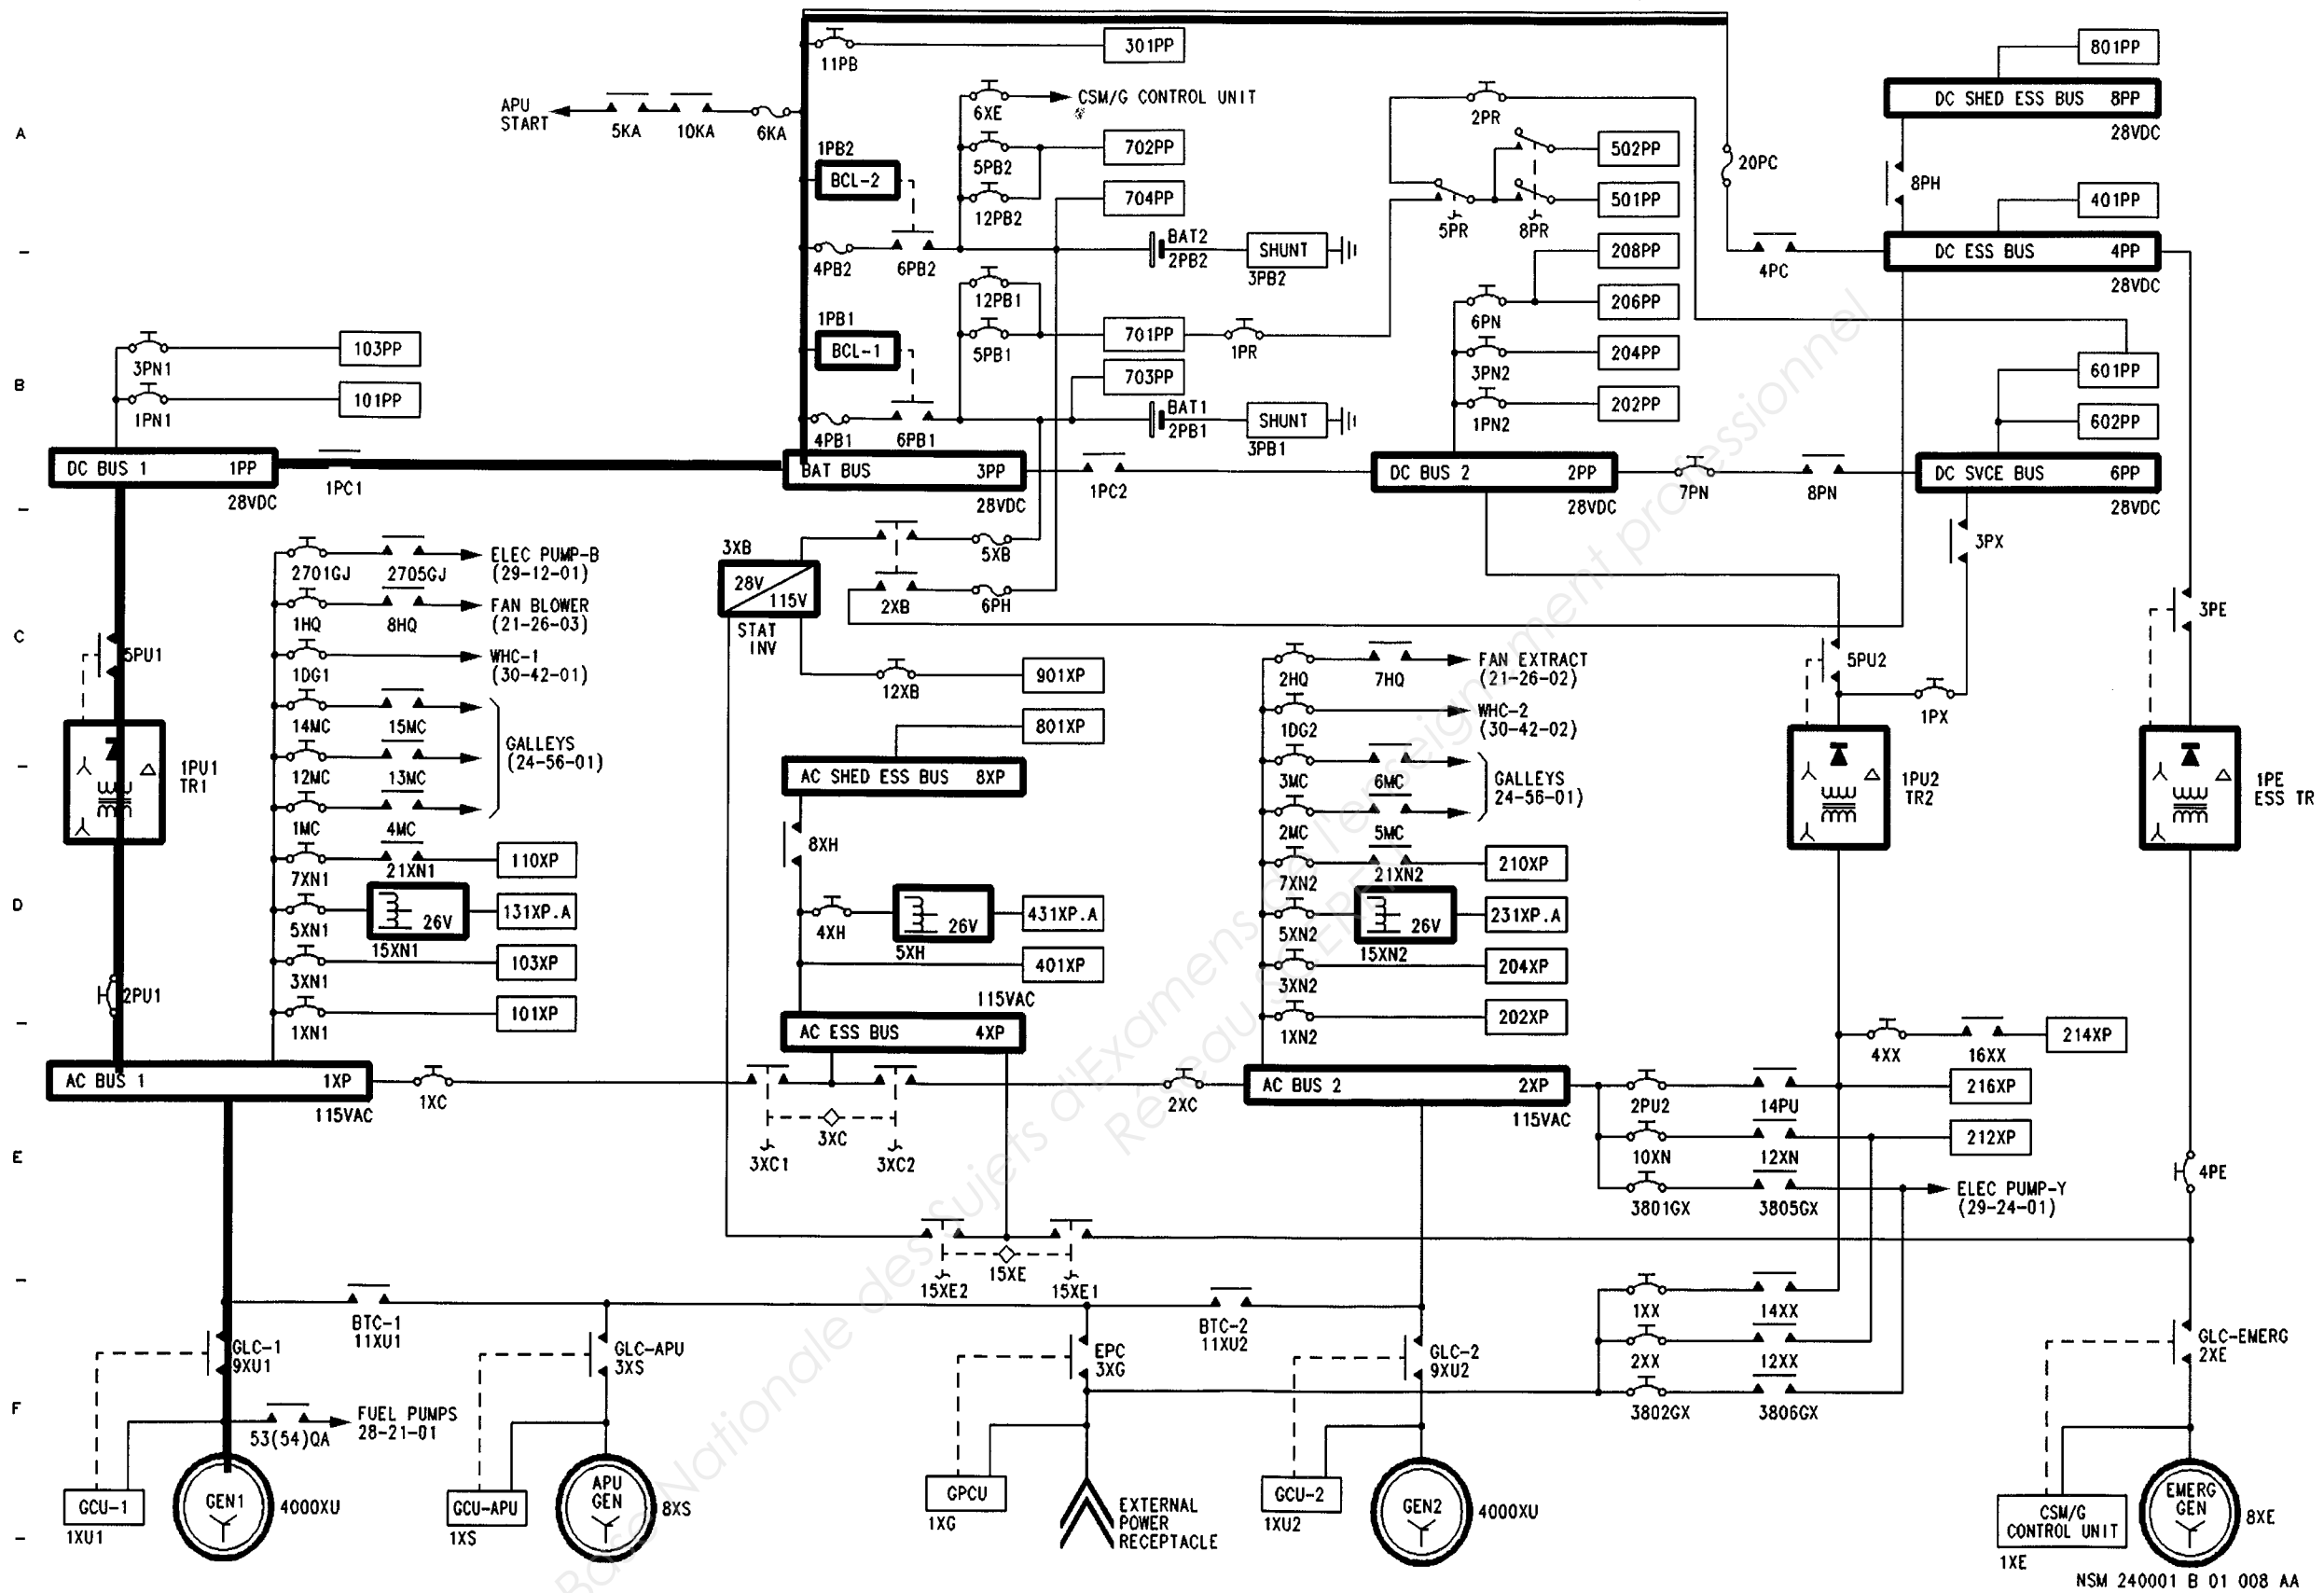 11PB
301PP
801PP
DC SHED ESS BUS 8PP
28VDC
APU
START
5KA
10KA
6KA
6XE
CSM/G CONTROL UNIT
2PR
A
1PB2
BCL-2
5PB2
702PP
12PB2
704PP
502PP
501PP
5PR
8PR
20PC
8PH
401PP
4PB2
6PB2
BAT2
2PB2
SHUNT
3PB2
208PP
4PC
DC ESS BUS 4PP
28VDC
12PB1
1PB1
BCL-1
5PB1
701PP
1PR
703PP
6PN
206PP
3PN2
204PP
1PN2
202PP
601PP
602PP
B
3PN1
103PP
1PN1
101PP
4PB1
6PB1
BAT1
2PB1
SHUNT
3PB1
DC BUS 1 1PP
28VDC
1PC1
BAT BUS 3PP
28VDC
1PC2
DC BUS 2 2PP
28VDC
7PN
8PN
DC SVCE BUS 6PP
28VDC
2701GJ
2705GJ
ELEC PUMP-B
(29-12-01)
3XB
28V
115V
STAT
INV
5XB
2XB
6PH
3PX
C
1HQ
8HQ
FAN BLOWER
(21-26-03)
3PE
5PU1
1DG1
WHC-1
(30-42-01)
12XB
901XP
2HQ
7HQ
FAN EXTRACT
(21-26-02)
5PU2
1PX
14MC
15MC
12MC
13MC
GALLEYS
(24-56-01)
801XP
1DG2
WHC-2
(30-42-02)
1PU1
TR1
AC SHED ESS BUS 8XP
3MC
6MC
GALLEYS
24-56-01)
1PU2
TR2
1PE
ESS TR
1MC
4MC
8XH
2MC
5MC
7XN1
21XN1
110XP
7XN2
21XN2
210XP
D
5XN1
26V
15XN1
131XP.A
4XH
26V
5XH
431XP.A
5XN2
26V
15XN2
231XP.A
3XN1
103XP
401XP
3XN2
204XP
2PU1
1XN1
101XP
115VAC
AC ESS BUS 4XP
1XN2
202XP
4XX
16XX
214XP
AC BUS 1 1XP
115VAC
1XC
3XC
3XC1
3XC2
2XC
AC BUS 2 2XP
115VAC
2PU2
14PU
216XP
10XN
12XN
212XP
E
3801GX
3805GX
ELEC PUMP-Y
(29-24-01)
4PE
15XE2
15XE
15XE1
BTC-1
11XU1
BTC-2
11XU2
1XX
14XX
GLC-1
9XU1
GLC-APU
3XS
EPC
3XG
GLC-2
9XU2
2XX
12XX
GLC-EMERG
2XE
F
53(54)QA
FUEL PUMPS
28-21-01
3802GX
3806GX
GCU-1
1XU1
GEN1
4000XU
GCU-APU
1XS
APU
GEN
8XS
GPCU
1XG
EXTERNAL
POWER
RECEPTACLE
GCU-2
1XU2
GEN2
4000XU
CSM/G
CONTROL UNIT
1XE
EMERG
GEN
8XE
NSM 240001 B 01 008 AA
Base Nationale des Sujets d'Examens de l'enseignement professionnel
Réseau SCEREN